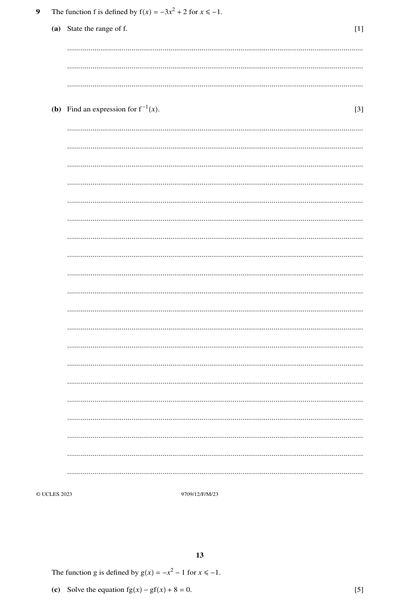 9 The function f is defined by f(x) = −3x² + 2 for x ⩽ −1.
(a) State the range of f. [1]
(b) Find an expression for f⁻¹(x). [3]
© UCLES 2023 9709/12/F/M/23
13
The function g is defined by g(x) = −x² − 1 for x ⩽ −1.
(c) Solve the equation fg(x) − gf(x) + 8 = 0. [5]